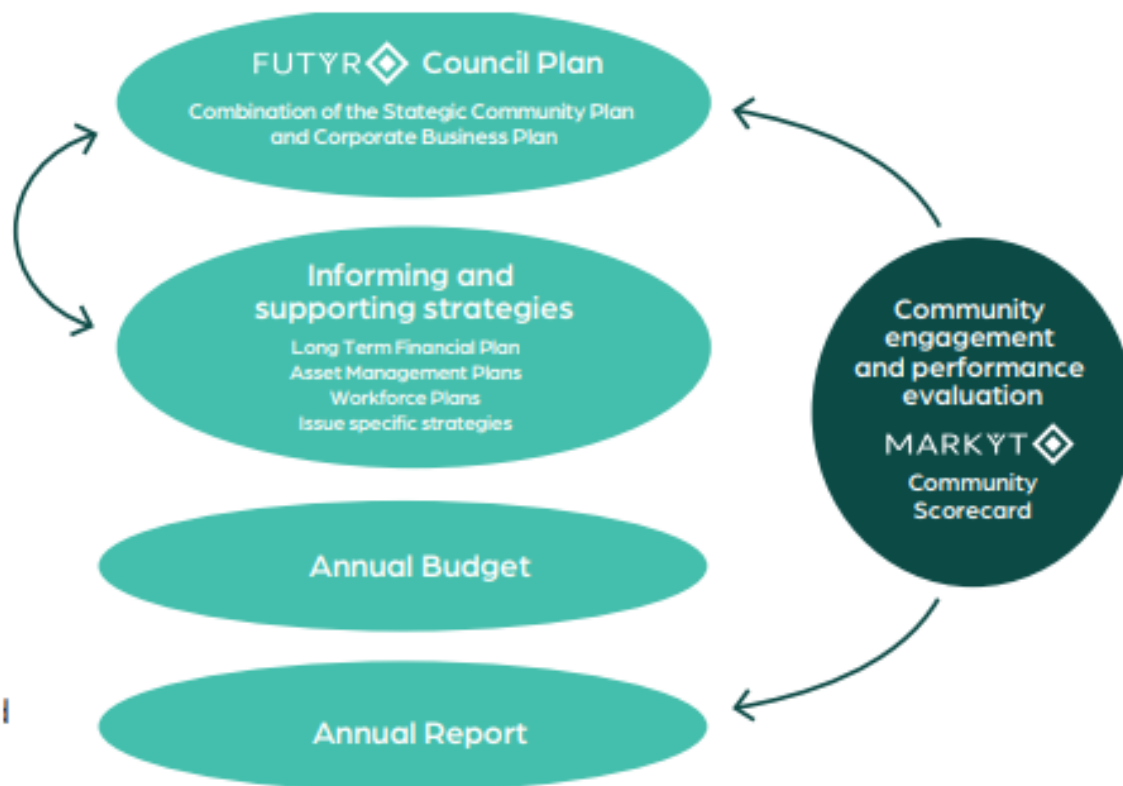 FUTYR Council Plan
Combination of the Stategic Community Plan
and Corporate Business Plan
Informing and
supporting strategies
Long Term Financial Plan
Asset Management Plans
Workforce Plans
Issue specific strategies
Community
engagement
and performance
evaluation
MARKYT
Community
Scorecard
Annual Budget
Annual Report